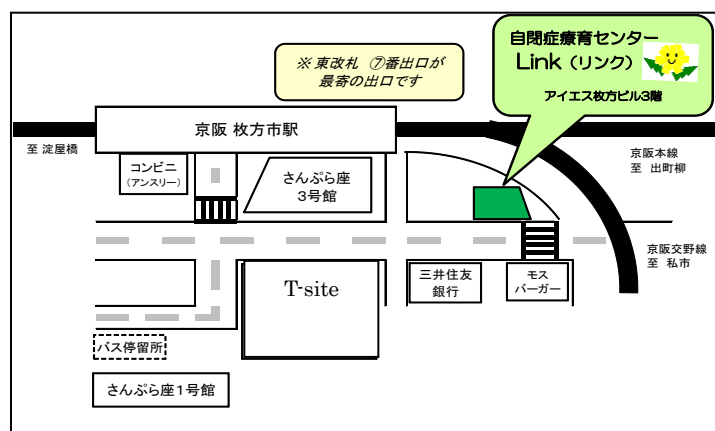 ※ 東改札 ⑦番出口が
最寄の出口です
自閉症療育センター
Link（リンク）
アイエス枚方ビル3階
京阪 枚方市駅
至 淀屋橋
京阪本線
至 出町柳
コンビニ
（アンスリー）
さんぷら座
3号館
京阪交野線
至 私市
T-site
三井住友
銀行
モス
バーガー
バス停留所
さんぷら座1号館